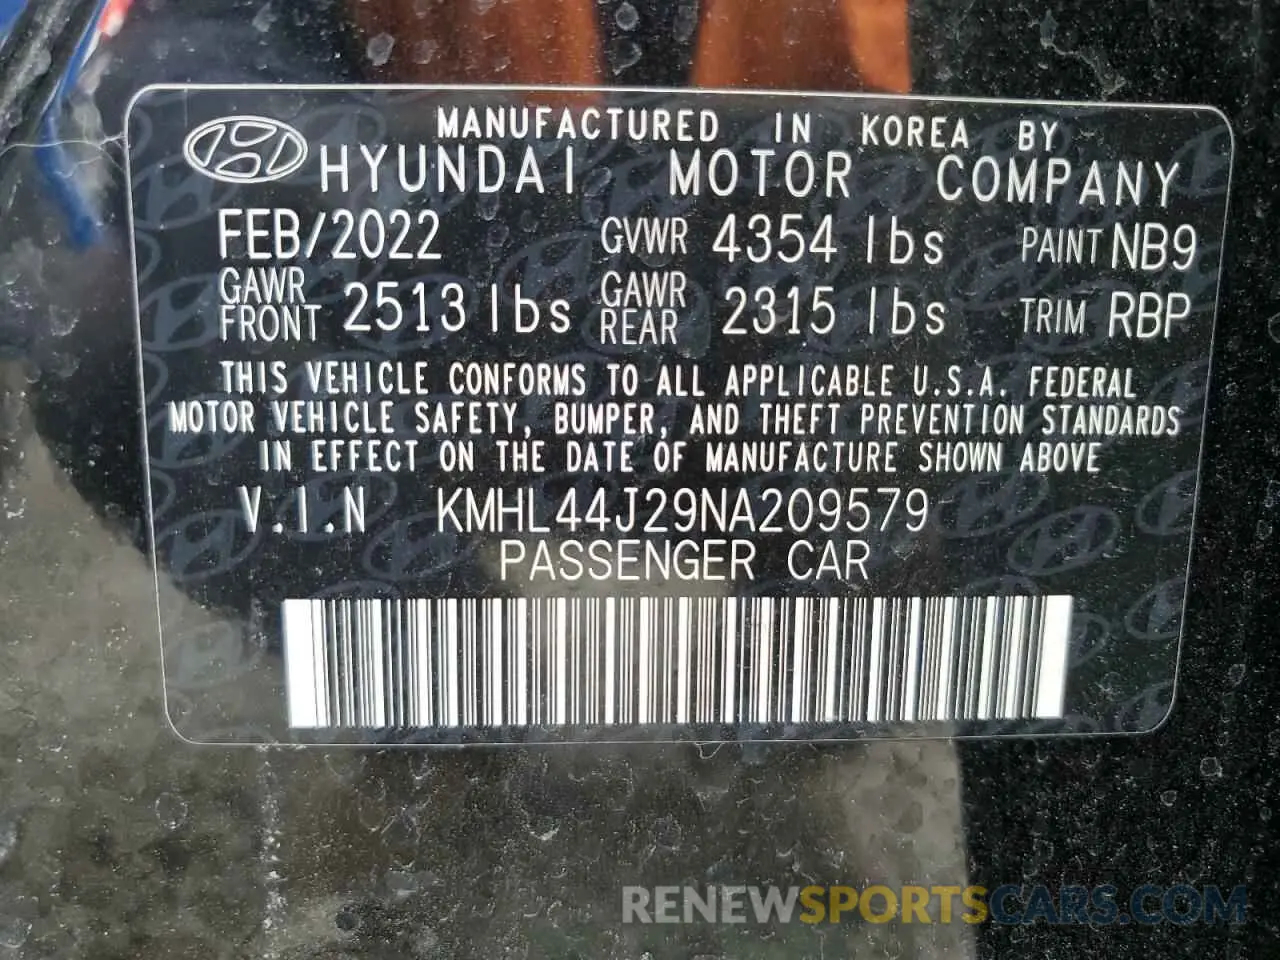 MANUFACTURED IN KOREA BY
HYUNDAI MOTOR COMPANY
FEB/2022 GVWR 4354 lbs PAINT NB9
GAWR FRONT 2513 lbs GAWR REAR 2315 lbs TRIM RBP
THIS VEHICLE CONFORMS TO ALL APPLICABLE U.S.A. FEDERAL
MOTOR VEHICLE SAFETY, BUMPER, AND THEFT PREVENTION STANDARDS
IN EFFECT ON THE DATE OF MANUFACTURE SHOWN ABOVE
V.I.N KMHL44J29NA209579
PASSENGER CAR
RENEWSPORTSCARS.COM